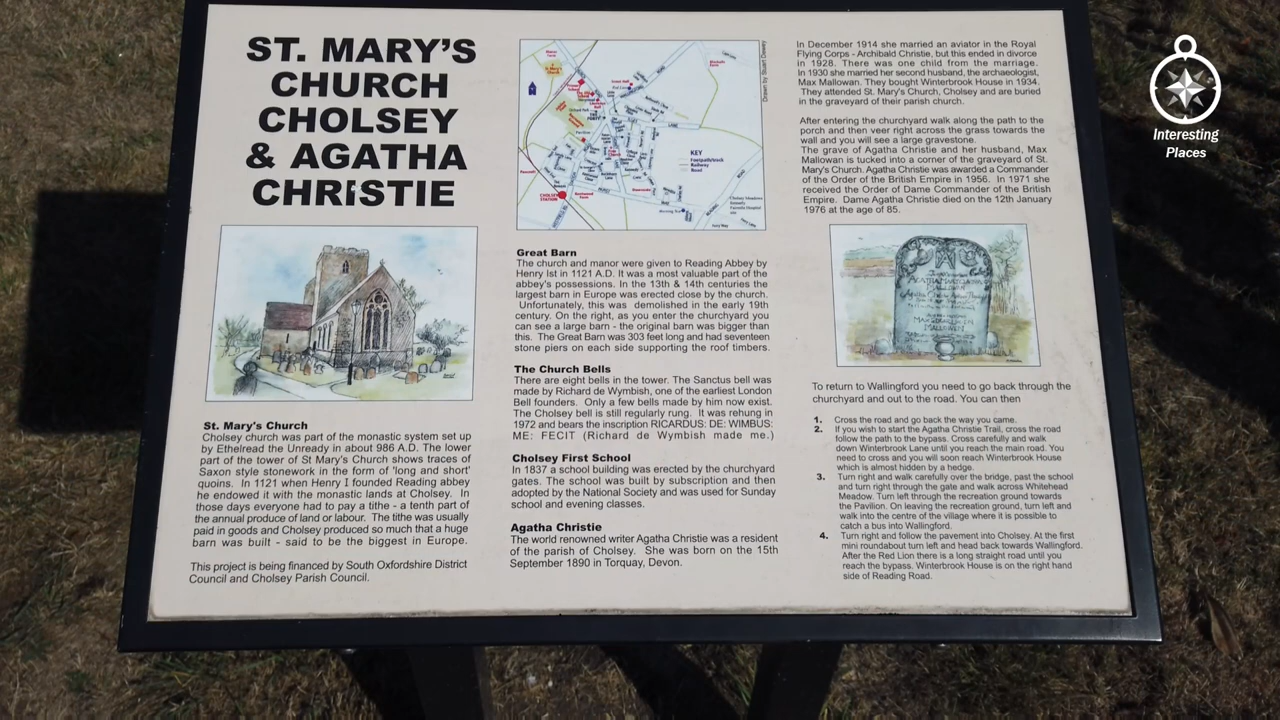 ST. MARY'S
CHURCH
CHOLSEY
& AGATHA
CHRISTIE
St. Mary's Church
Cholsey church was part of the monastic system set up
by Ethelread the Unready in about 986 A.D. The lower
part of the tower of St Mary's Church shows traces of
Saxon style stonework in the form of 'long and short'
quoins. In 1121 when Henry I founded Reading abbey
he endowed it with the monastic lands at Cholsey. In
those days everyone had to pay a tithe - a tenth part of
the annual produce of land or labour. The tithe was usually
paid in goods and Cholsey produced so much that a huge
barn was built - said to be the biggest in Europe.
This project is being financed by South Oxfordshire District
Council and Cholsey Parish Council.
Drawn by Stuart Dewey
KEY
Footpath/track
Railway
Road
CHOLSEY
STATION
Great Barn
The church and manor were given to Reading Abbey by
Henry Ist in 1121 A.D. It was a most valuable part of the
abbey's possessions. In the 13th & 14th centuries the
largest barn in Europe was erected close by the church.
Unfortunately, this was demolished in the early 19th
century. On the right, as you enter the churchyard you
can see a large barn - the original barn was bigger than
this. The Great Barn was 303 feet long and had seventeen
stone piers on each side supporting the roof timbers.
The Church Bells
There are eight bells in the tower. The Sanctus bell was
made by Richard de Wymbish, one of the earliest London
Bell founders. Only a few bells made by him now exist.
The Cholsey bell is still regularly rung. It was rehung in
1972 and bears the inscription RICARDUS: DE: WIMBUS:
ME: FECIT (Richard de Wymbish made me.)
Cholsey First School
In 1837 a school building was erected by the churchyard
gates. The school was built by subscription and then
adopted by the National Society and was used for Sunday
school and evening classes.
Agatha Christie
The world renowned writer Agatha Christie was a resident
of the parish of Cholsey. She was born on the 15th
September 1890 in Torquay, Devon.
In December 1914 she married an aviator in the Royal
Flying Corps - Archibald Christie, but this ended in divorce
in 1928. There was one child from the marriage.
In 1930 she married her second husband, the archaeologist,
Max Mallowan. They bought Winterbrook House in 1934.
They attended St. Mary's Church, Cholsey and are buried
in the graveyard of their parish church.
After entering the churchyard walk along the path to the
porch and then veer right across the grass towards the
wall and you will see a large gravestone.
The grave of Agatha Christie and her husband, Max
Mallowan is tucked into a corner of the graveyard of St.
Mary's Church. Agatha Christie was awarded a Commander
of the Order of the British Empire in 1956. In 1971 she
received the Order of Dame Commander of the British
Empire. Dame Agatha Christie died on the 12th January
1976 at the age of 85.
To return to Wallingford you need to go back through the
churchyard and out to the road. You can then
1. Cross the road and go back the way you came.
2. If you wish to start the Agatha Christie Trail, cross the road
follow the path to the bypass. Cross carefully and walk
down Winterbrook Lane until you reach the main road. You
need to cross and you will soon reach Winterbrook House
which is almost hidden by a hedge.
3. Turn right and walk carefully over the bridge, past the school
and turn right through the gate and walk across Whitehead
Meadow. Turn left through the recreation ground towards
the Pavilion. On leaving the recreation ground, turn left and
walk into the centre of the village where it is possible to
catch a bus into Wallingford.
4. Turn right and follow the pavement into Cholsey. At the first
mini roundabout turn left and head back towards Wallingford.
After the Red Lion there is a long straight road until you
reach the bypass. Winterbrook House is on the right hand
side of Reading Road.
Interesting
Places